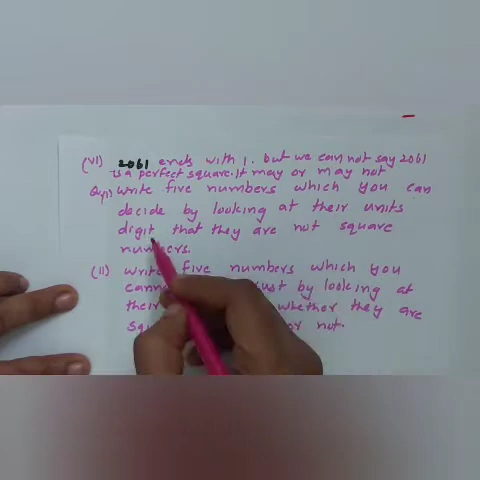 (VI) 2061 ends with 1. but we can not say 2061
is a perfect square. It may or may not
Qy(i) Write five numbers which you can
decide by looking at their units
digit that they are not square
numbers.
(II) Write five numbers which you
just by looking at
their whether they are
or not.